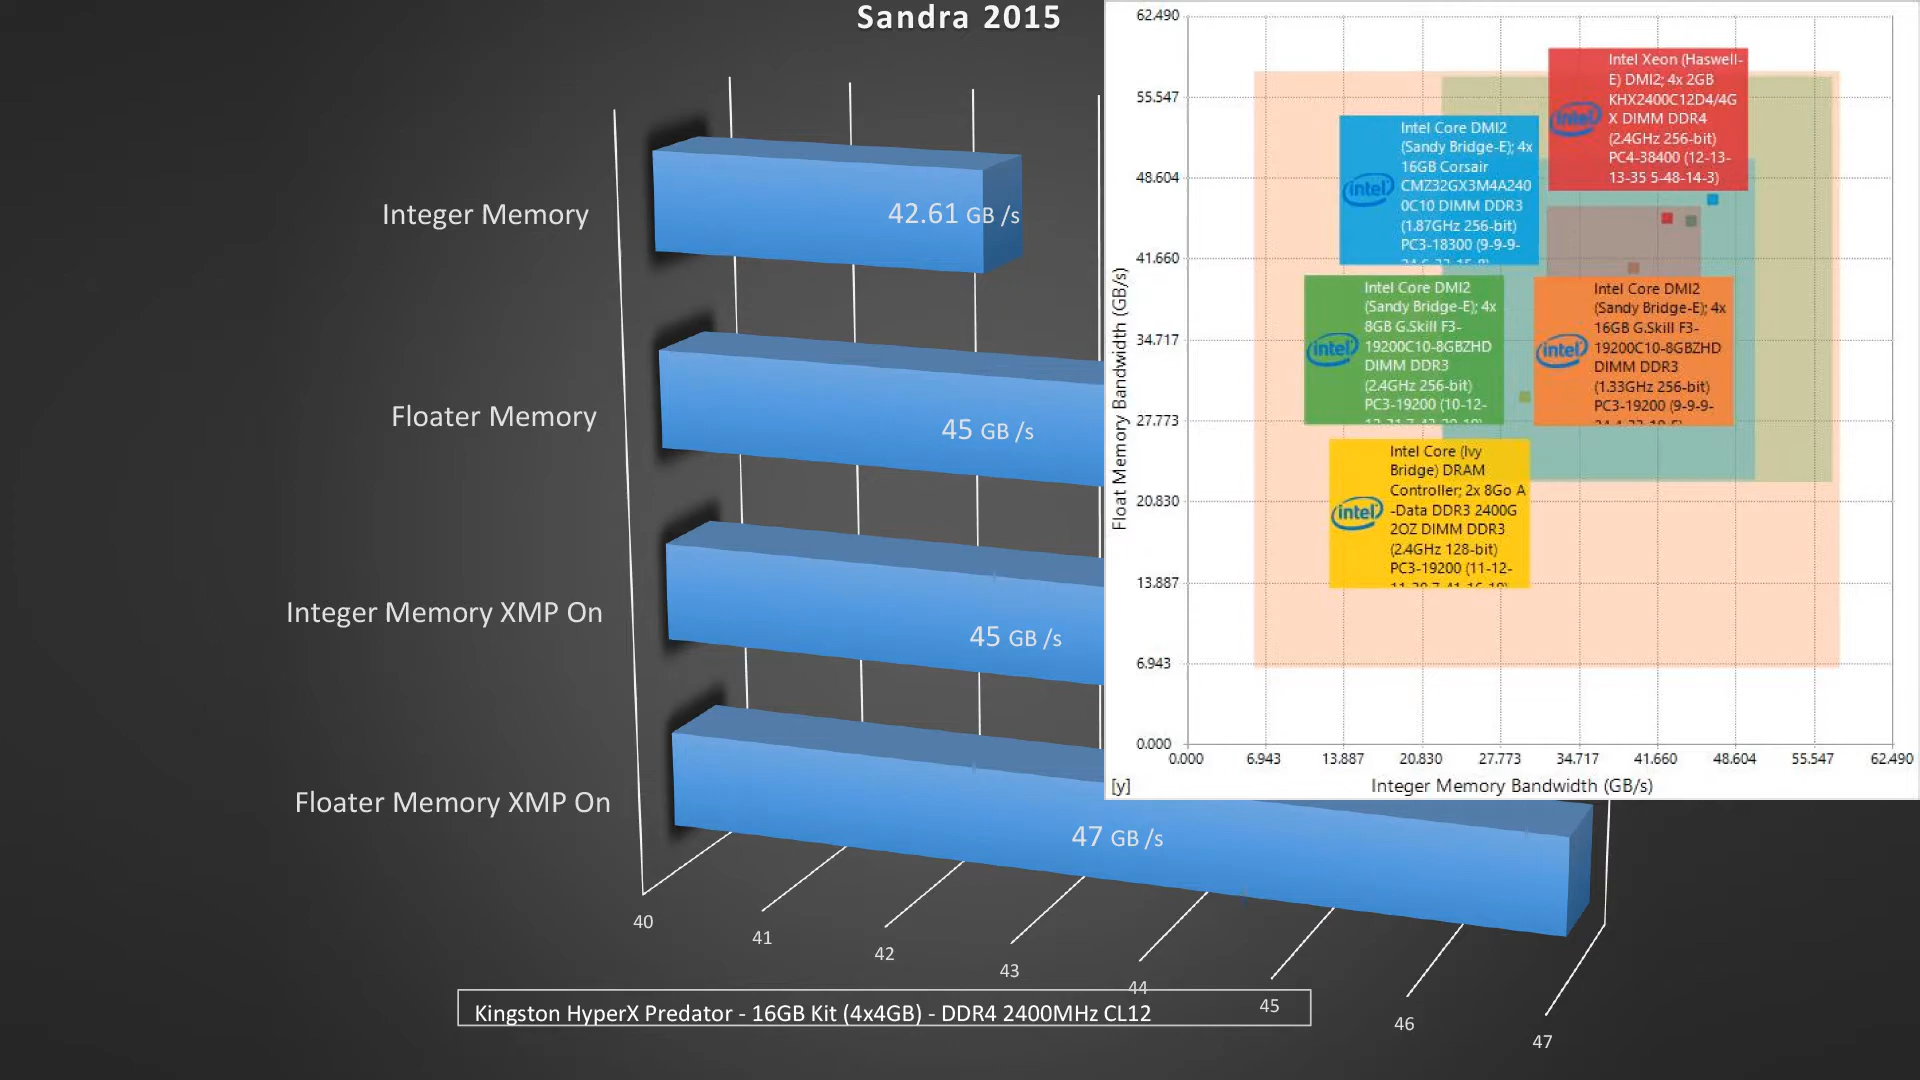 Sandra 2015
Integer Memory
42.61 GB /s
Floater Memory
45 GB /s
Integer Memory XMP On
45 GB /s
Floater Memory XMP On
47 GB /s
40
41
42
43
44
45
46
47
Kingston HyperX Predator - 16GB Kit (4x4GB) - DDR4 2400MHz CL12
62.490
55.547
48.604
41.660
34.717
27.773
20.830
13.887
6.943
0.000
Float Memory Bandwidth (GB/s)
0.000 6.943 13.887 20.830 27.773 34.717 41.660 48.604 55.547 62.490
[y]
Integer Memory Bandwidth (GB/s)
intel
Intel Xeon (Haswell-
E) DMI2; 4x 2GB
KHX2400C12D4/4G
X DIMM DDR4
(2.4GHz 256-bit)
PC4-38400 (12-13-
13-35 5-48-14-3)
intel
Intel Core DMI2
(Sandy Bridge-E); 4x
16GB Corsair
CMZ32GX3M4A240
0C10 DIMM DDR3
(1.87GHz 256-bit)
PC3-18300 (9-9-9-
intel
Intel Core DMI2
(Sandy Bridge-E); 4x
8GB G.Skill F3-
19200C10-8GBZHD
DIMM DDR3
(2.4GHz 256-bit)
PC3-19200 (10-12-
intel
Intel Core DMI2
(Sandy Bridge-E); 4x
16GB G.Skill F3-
19200C10-8GBZHD
DIMM DDR3
(1.33GHz 256-bit)
PC3-19200 (9-9-9-
intel
Intel Core (Ivy
Bridge) DRAM
Controller; 2x 8Go A
-Data DDR3 2400G
2OZ DIMM DDR3
(2.4GHz 128-bit)
PC3-19200 (11-12-